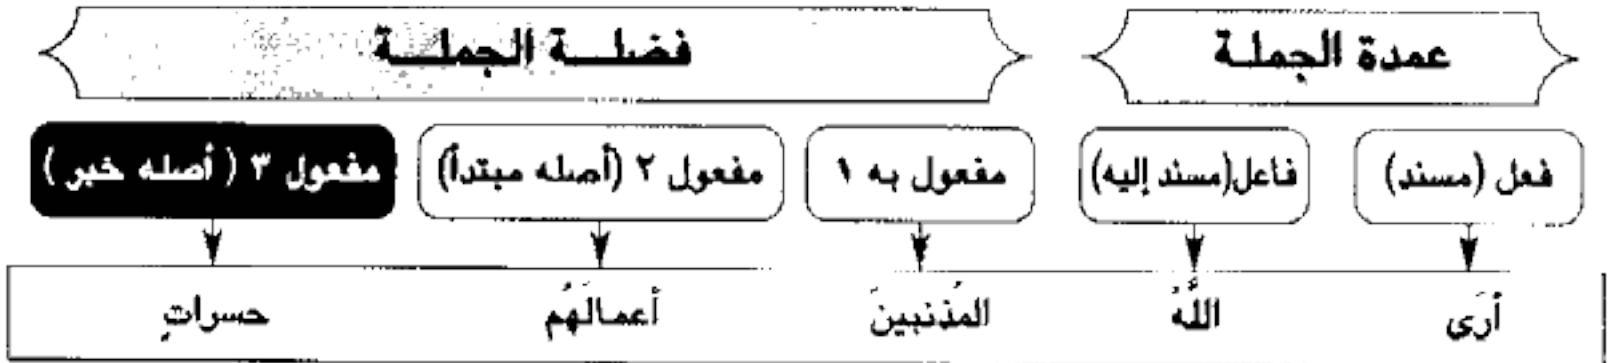 عمدة الجملة فضلة الجملة
فعل (مسند) فاعل(مسند إليه) مفعول به ١ مفعول ٢ (أصله مبتدأ) مفعول ٣ (أصله خبر)
أرَى اللَّهُ المُذنبينَ أعمالَهُم حسراتٍ